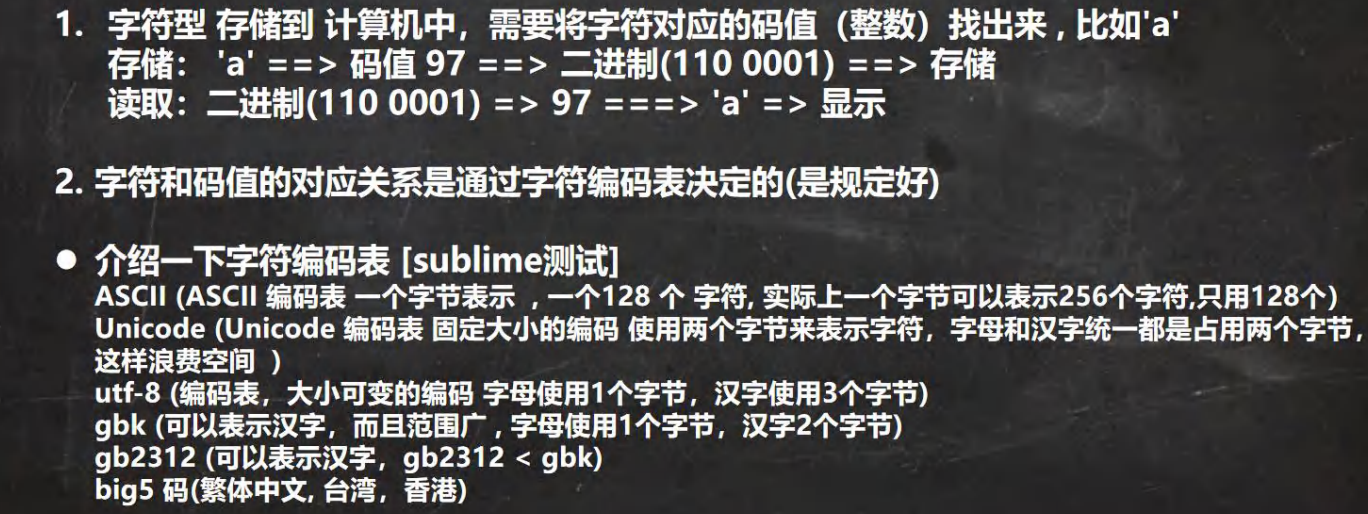 1. 字符型 存储到 计算机中，需要将字符对应的码值（整数）找出来 , 比如'a'
存储： 'a' ==> 码值 97 ==> 二进制(110 0001) ==> 存储
读取：二进制(110 0001) => 97 ===> 'a' => 显示
2. 字符和码值的对应关系是通过字符编码表决定的(是规定好)
● 介绍一下字符编码表 [sublime测试]
ASCII (ASCII 编码表 一个字节表示 , 一个128 个 字符, 实际上一个字节可以表示256个字符,只用128个)
Unicode (Unicode 编码表 固定大小的编码 使用两个字节来表示字符，字母和汉字统一都是占用两个字节，
这样浪费空间 )
utf-8 (编码表，大小可变的编码 字母使用1个字节，汉字使用3个字节)
gbk (可以表示汉字，而且范围广 , 字母使用1个字节，汉字2个字节)
gb2312 (可以表示汉字，gb2312 < gbk)
big5 码(繁体中文, 台湾，香港)